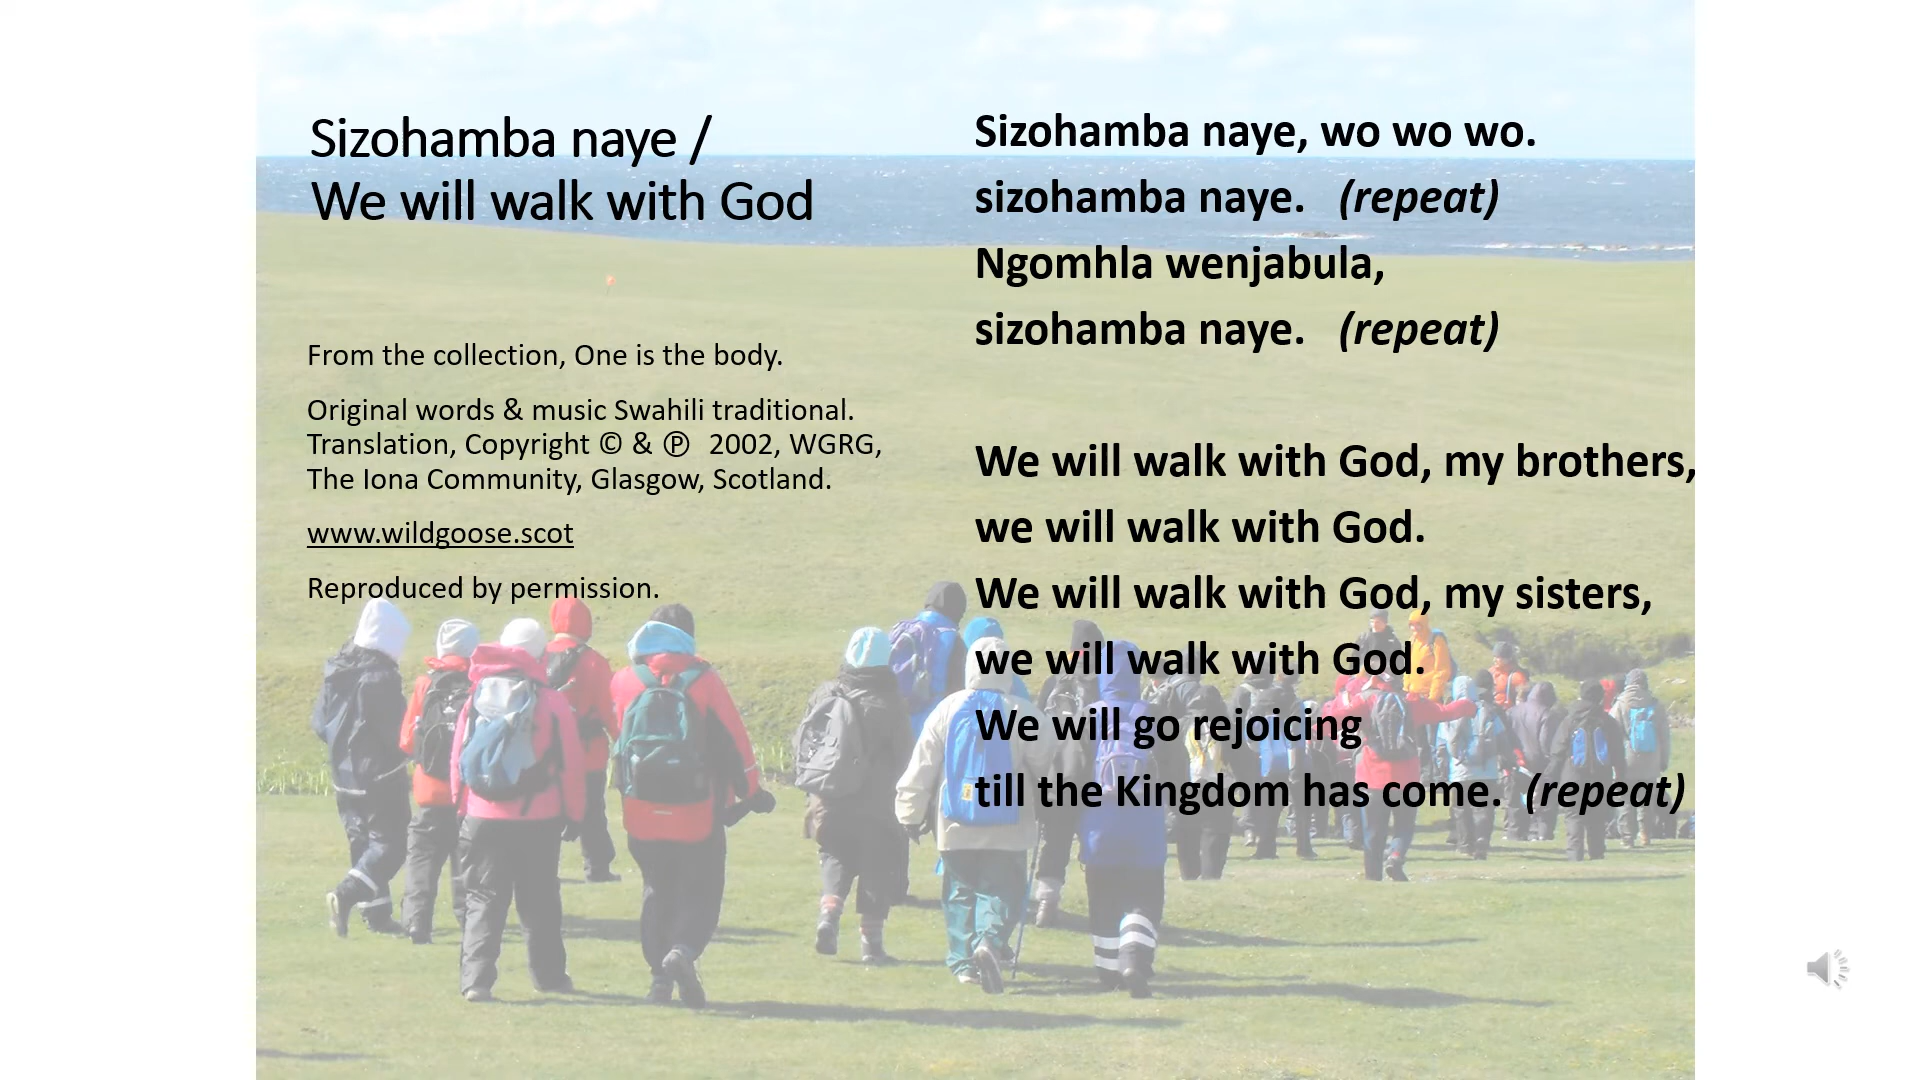 Sizohamba naye /
We will walk with God
From the collection, One is the body.
Original words & music Swahili traditional.
Translation, Copyright © & ℗ 2002, WGRG,
The Iona Community, Glasgow, Scotland.
www.wildgoose.scot
Reproduced by permission.
Sizohamba naye, wo wo wo.
sizohamba naye. (repeat)
Ngomhla wenjabula,
sizohamba naye. (repeat)
We will walk with God, my brothers,
we will walk with God.
We will walk with God, my sisters,
we will walk with God.
We will go rejoicing
till the Kingdom has come. (repeat)